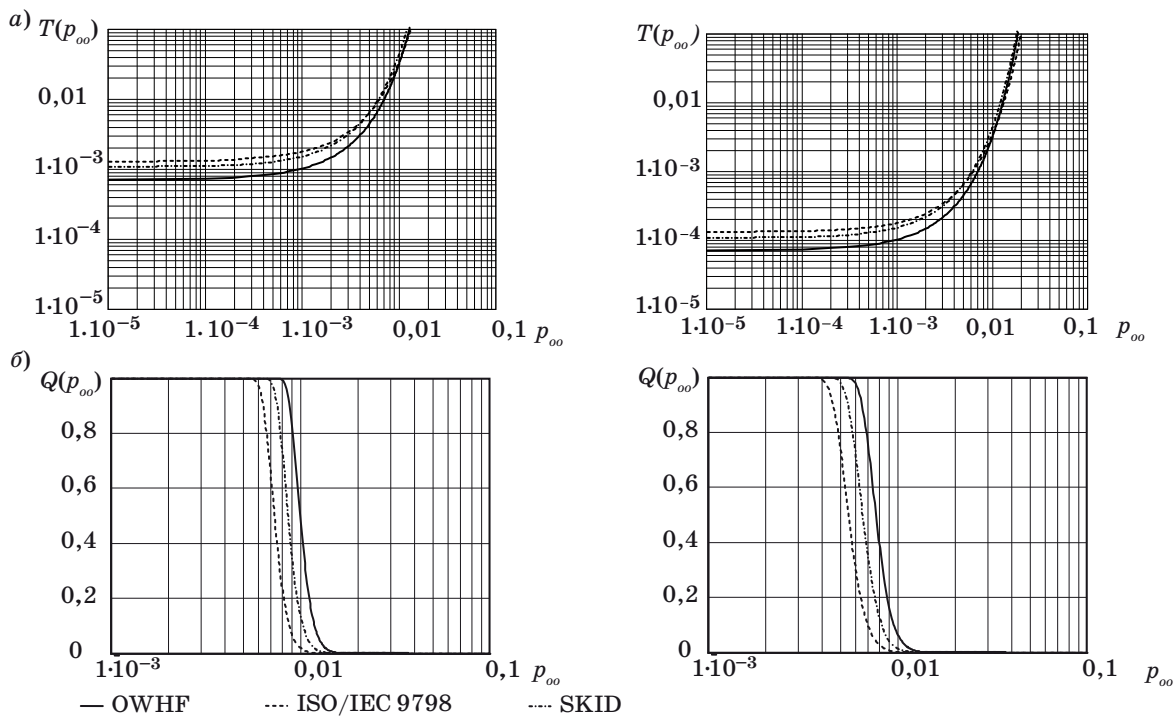 а) T(p_oo)
0,01
1·10⁻³
1·10⁻⁴
1·10⁻⁵
1.10⁻⁵ 1.10⁻⁴ 1·10⁻³ 0,01 0,1 p_oo
T(p_oo)
0,01
1·10⁻³
1·10⁻⁴
1·10⁻⁵
1·10⁻⁵ 1·10⁻⁴ 1·10⁻³ 0,01 0,1 p_oo
б) Q(p_oo)
0,8
0,6
0,4
0,2
0
1·10⁻³ 0,01 0,1 p_oo
Q(p_oo)
0,8
0,6
0,4
0,2
0
1·10⁻³ 0,01 0,1 p_oo
OWHF ISO/IEC 9798 SKID